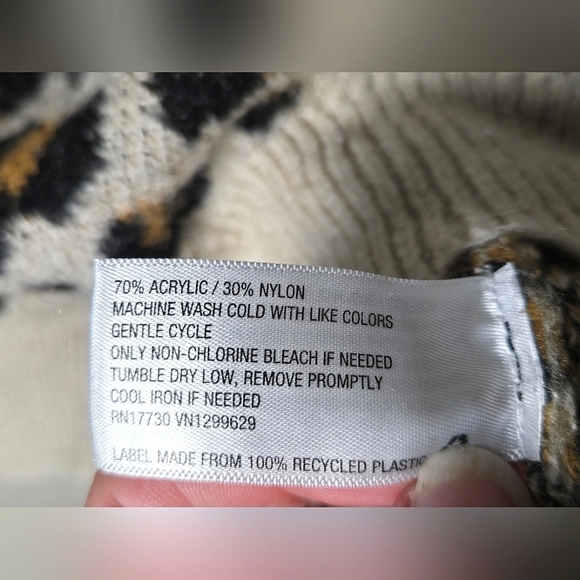 70% ACRYLIC / 30% NYLON
MACHINE WASH COLD WITH LIKE COLORS
GENTLE CYCLE
ONLY NON-CHLORINE BLEACH IF NEEDED
TUMBLE DRY LOW, REMOVE PROMPTLY
COOL IRON IF NEEDED
RN17730 VN1299629
LABEL MADE FROM 100% RECYCLED PLASTIC